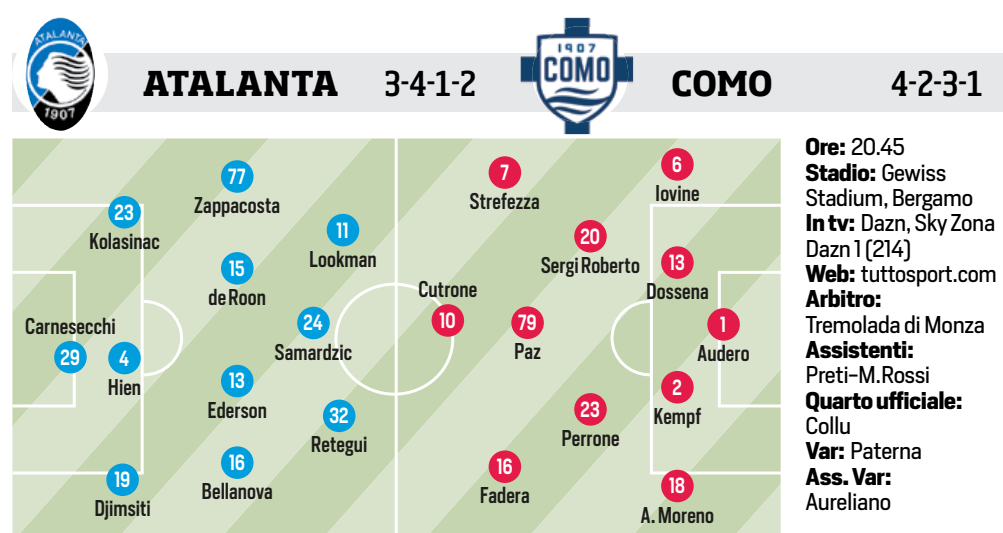 ATALANTA
1907
ATALANTA 3-4-1-2
1907
COMO
COMO 4-2-3-1
77
Zappacosta
23
Kolasinac
11
Lookman
15
de Roon
24
Samardzic
Carnesecchi
29
4
Hien
13
Ederson
32
Retegui
16
Bellanova
19
Djimsiti
7
Strefezza
6
Iovine
20
Sergi Roberto
13
Dossena
Cutrone
10
79
Paz
1
Audero
2
Kempf
23
Perrone
16
Fadera
18
A. Moreno
Ore: 20.45
Stadio: Gewiss
Stadium, Bergamo
In tv: Dazn, Sky Zona
Dazn 1 (214)
Web: tuttosport.com
Arbitro:
Tremolada di Monza
Assistenti:
Preti-M.Rossi
Quarto ufficiale:
Collu
Var: Paterna
Ass. Var:
Aureliano